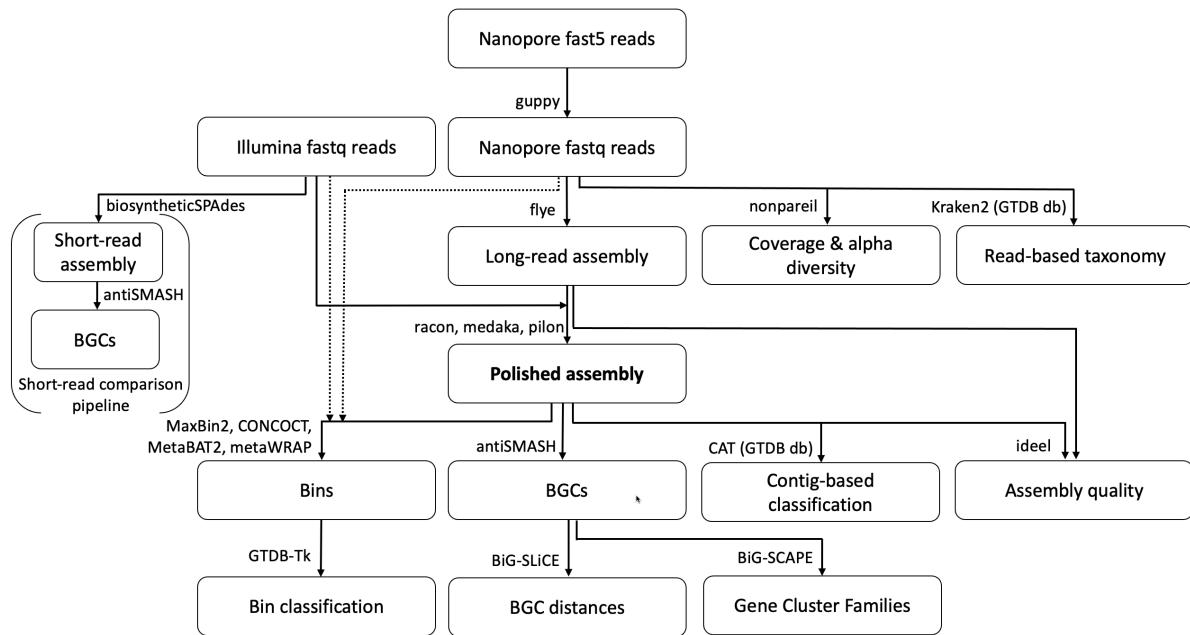 Nanopore fast5 reads
guppy
Illumina fastq reads
Nanopore fastq reads
biosyntheticSPAdes
flye
nonpareil
Kraken2 (GTDB db)
Short-read
assembly
Long-read assembly
Coverage & alpha
diversity
Read-based taxonomy
antiSMASH
racon, medaka, pilon
BGCs
Short-read comparison
pipeline
Polished assembly
MaxBin2, CONCOCT,
MetaBAT2, metaWRAP
antiSMASH
CAT (GTDB db)
ideel
Bins
BGCs
Contig-based
classification
Assembly quality
GTDB-Tk
BiG-SLiCE
BiG-SCAPE
Bin classification
BGC distances
Gene Cluster Families